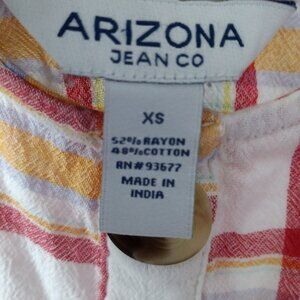 ARIZONA
JEAN CO
XS
52% RAYON
48% COTTON
RN# 93677
MADE IN
INDIA